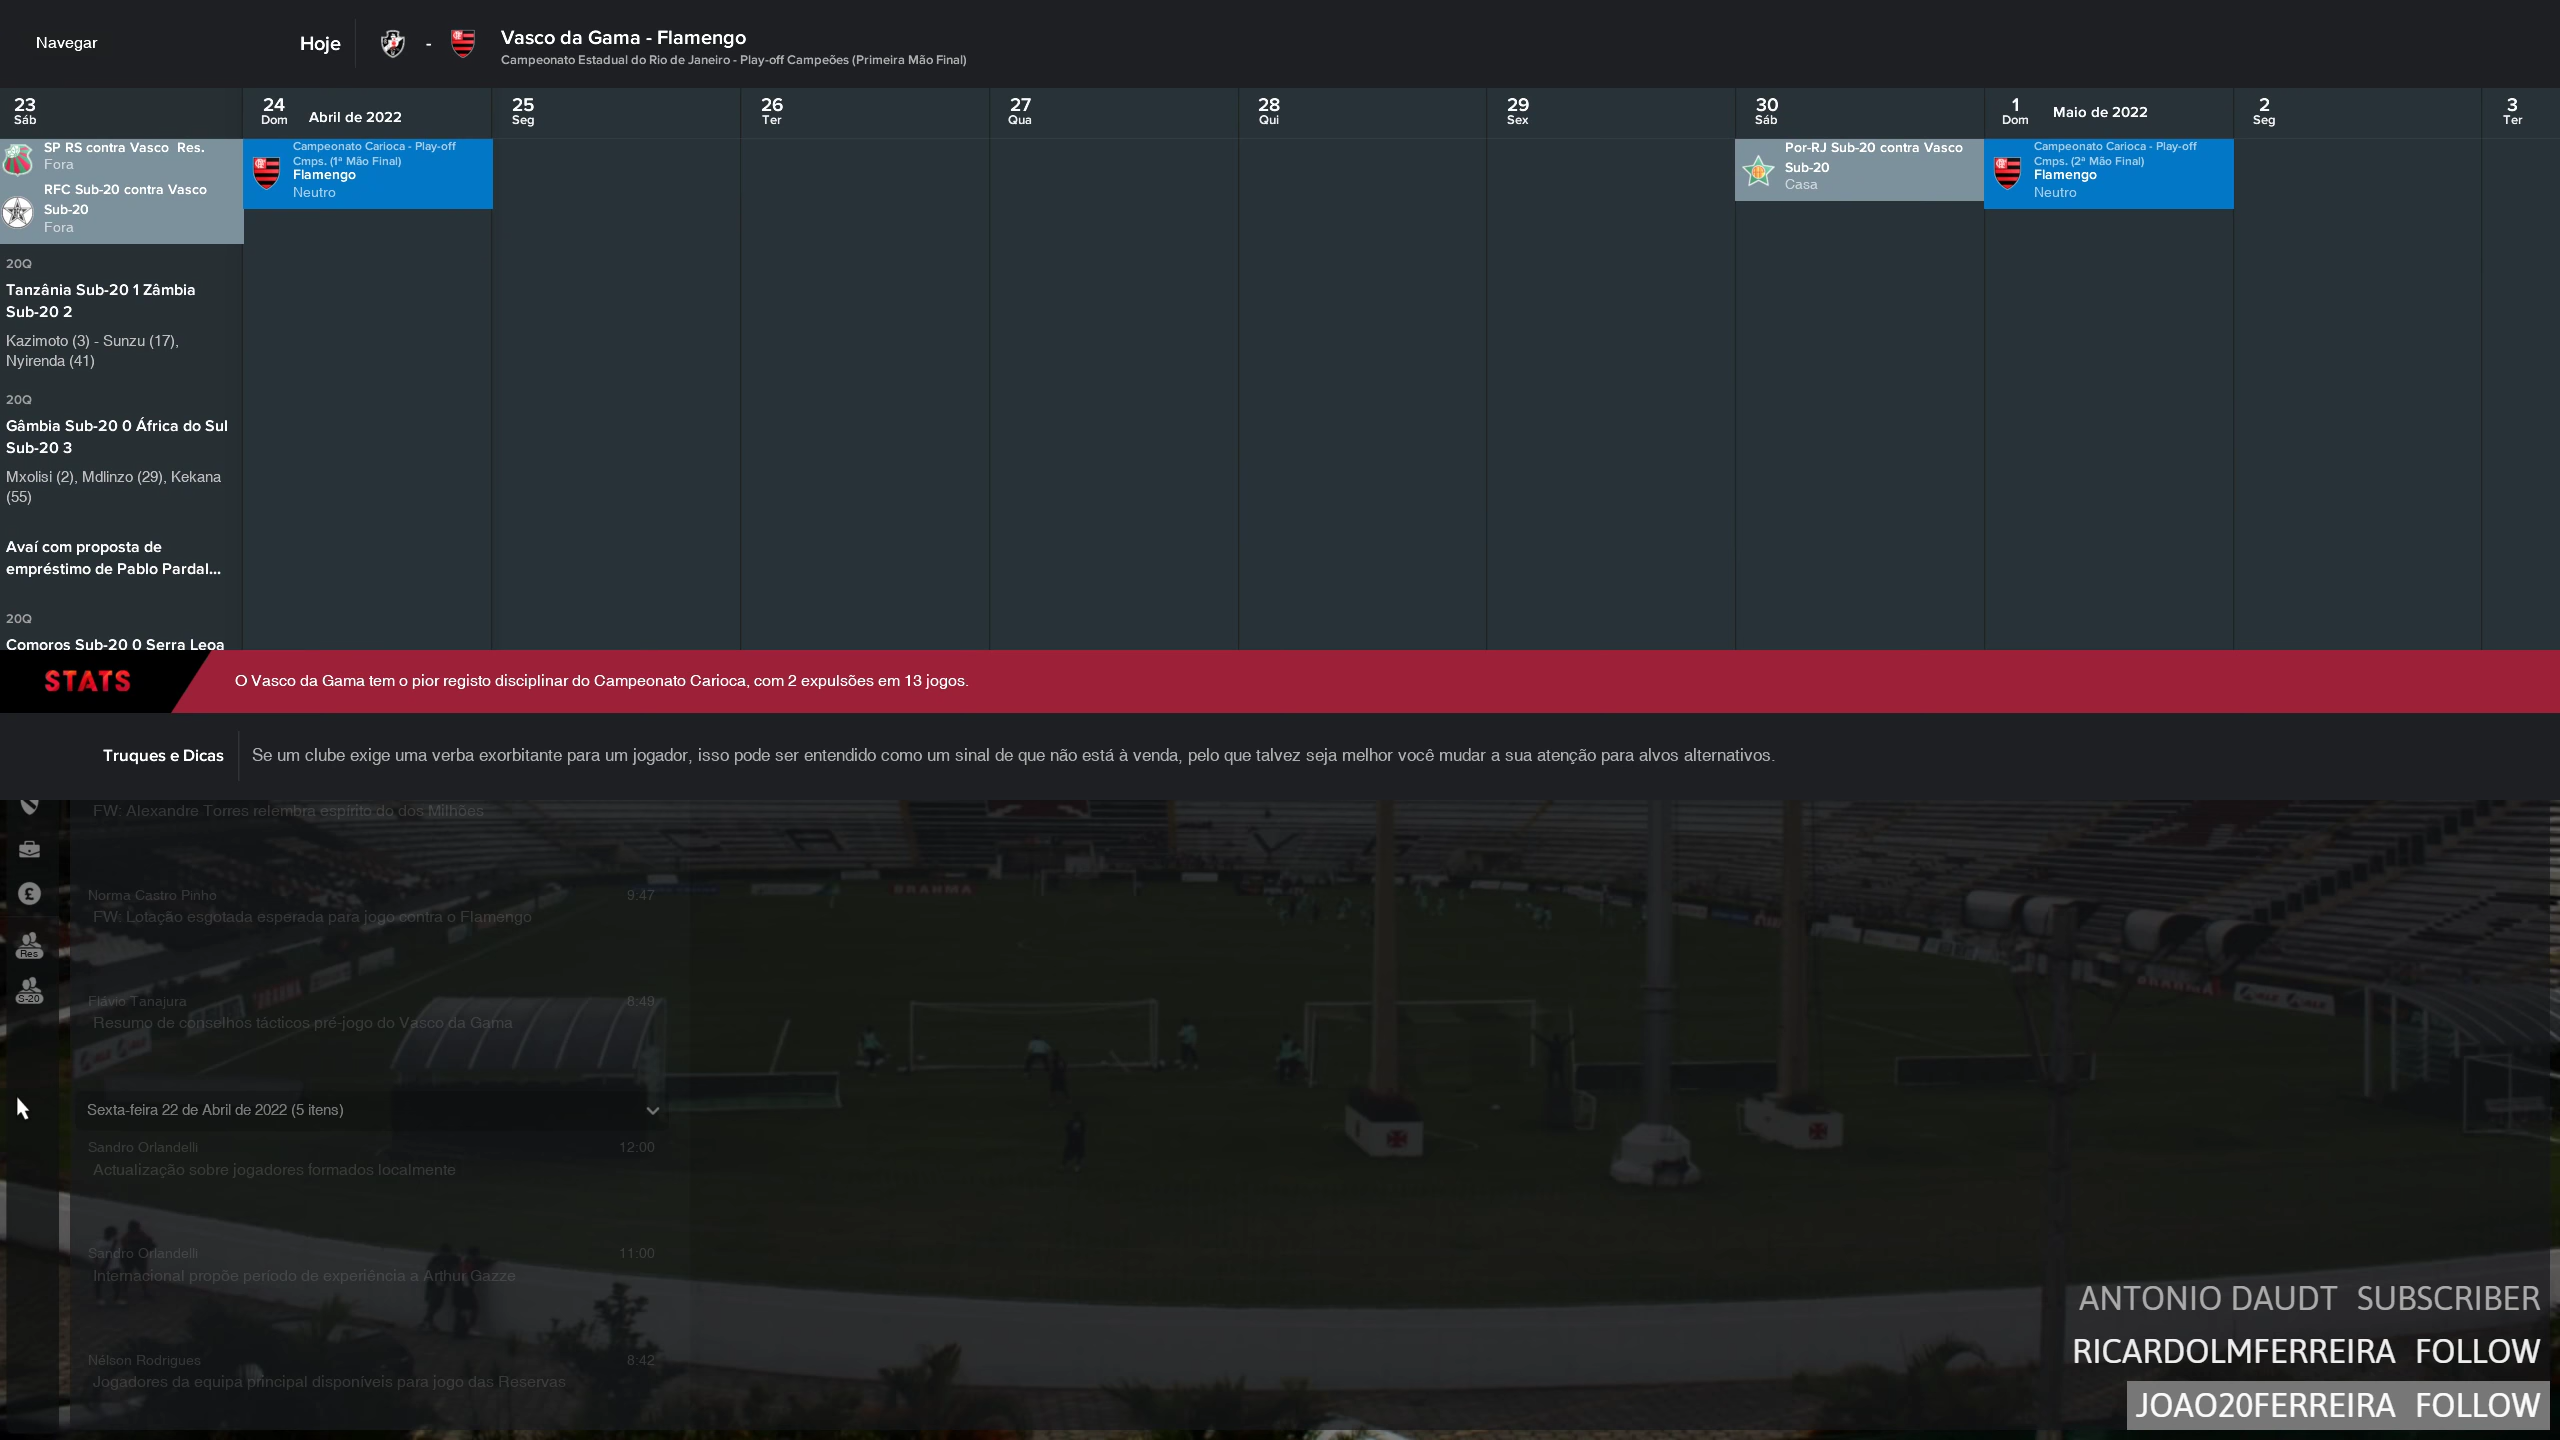 Navegar
Hoje
-
Vasco da Gama - Flamengo
Campeonato Estadual do Rio de Janeiro - Play-off Campeões (Primeira Mão Final)
23
Sáb
24
Dom
Abril de 2022
25
Seg
26
Ter
27
Qua
28
Qui
29
Sex
30
Sáb
1
Dom
Maio de 2022
2
Seg
3
Ter
SP RS contra Vasco  Res.
Fora
RFC Sub-20 contra Vasco
Sub-20
Fora
Campeonato Carioca - Play-off
Cmps. (1ª Mão Final)
Flamengo
Neutro
Por-RJ Sub-20 contra Vasco
Sub-20
Casa
Campeonato Carioca - Play-off
Cmps. (2ª Mão Final)
Flamengo
Neutro
20Q
Tanzânia Sub-20 1 Zâmbia
Sub-20 2
Kazimoto (3) - Sunzu (17),
Nyirenda (41)
20Q
Gâmbia Sub-20 0 África do Sul
Sub-20 3
Mxolisi (2), Mdlinzo (29), Kekana
(55)
Avaí com proposta de
empréstimo de Pablo Pardal...
20Q
Comoros Sub-20 0 Serra Leoa
STATS
O Vasco da Gama tem o pior registo disciplinar do Campeonato Carioca, com 2 expulsões em 13 jogos.
Truques e Dicas
Se um clube exige uma verba exorbitante para um jogador, isso pode ser entendido como um sinal de que não está à venda, pelo que talvez seja melhor você mudar a sua atenção para alvos alternativos.
FW: Alexandre Torres relembra espírito do dos Milhões
Norma Castro Pinho
9:47
FW: Lotação esgotada esperada para jogo contra o Flamengo
BRAHMA
Res
Flávio Tanajura
8:49
S-20
Resumo de conselhos tácticos pré-jogo do Vasco da Gama
Sexta-feira 22 de Abril de 2022 (5 itens)
Sandro Orlandelli
12:00
Actualização sobre jogadores formados localmente
Sandro Orlandelli
11:00
Internacional propõe período de experiência a Arthur Gazze
Nélson Rodrigues
8:42
Jogadores da equipa principal disponíveis para jogo das Reservas
ANTONIO DAUDT SUBSCRIBER
RICARDOLMFERREIRA FOLLOW
JOAO20FERREIRA FOLLOW